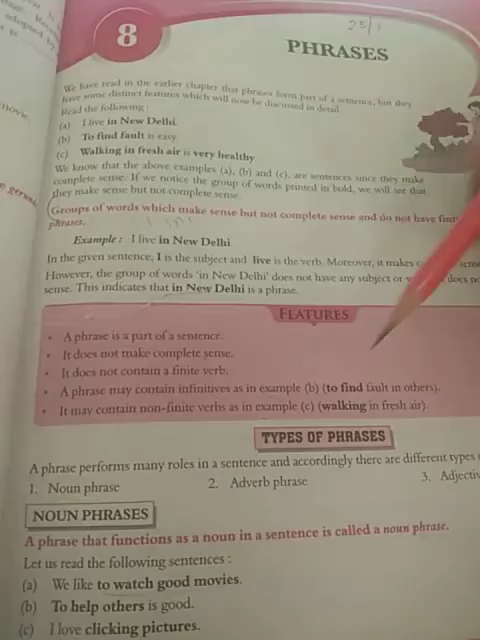 8
25/1
PHRASES
We have read in the earlier chapter that phrases form part of a sentence, but they
have some distinct features which will now be discussed in detail.
Read the following :
(a) I live in New Delhi.
(b) To find fault is easy.
(c) Walking in fresh air is very healthy
We know that the above examples (a), (b) and (c), are sentences since they make
complete sense. If we notice the group of words printed in bold, we will see that
they make sense but not complete sense.
Groups of words which make sense but not complete sense and do not have
phrases.
Example : I live in New Delhi
In the given sentence, I is the subject and live is the verb. Moreover, it makes
However, the group of words 'in New Delhi' does not have any subject or does
sense. This indicates that in New Delhi is a phrase.
FEATURES
• A phrase is a part of a sentence.
• It does not make complete sense.
• It does not contain a finite verb.
• A phrase may contain infinitives as in example (b) (to find fault in others).
• It may contain non-finite verbs as in example (c) (walking in fresh air).
TYPES OF PHRASES
A phrase performs many roles in a sentence and accordingly there are different types
1. Noun phrase 2. Adverb phrase 3. Adjectiv
NOUN PHRASES
A phrase that functions as a noun in a sentence is called a noun phrase.
Let us read the following sentences :
(a) We like to watch good movies.
(b) To help others is good.
(c) I love clicking pictures.